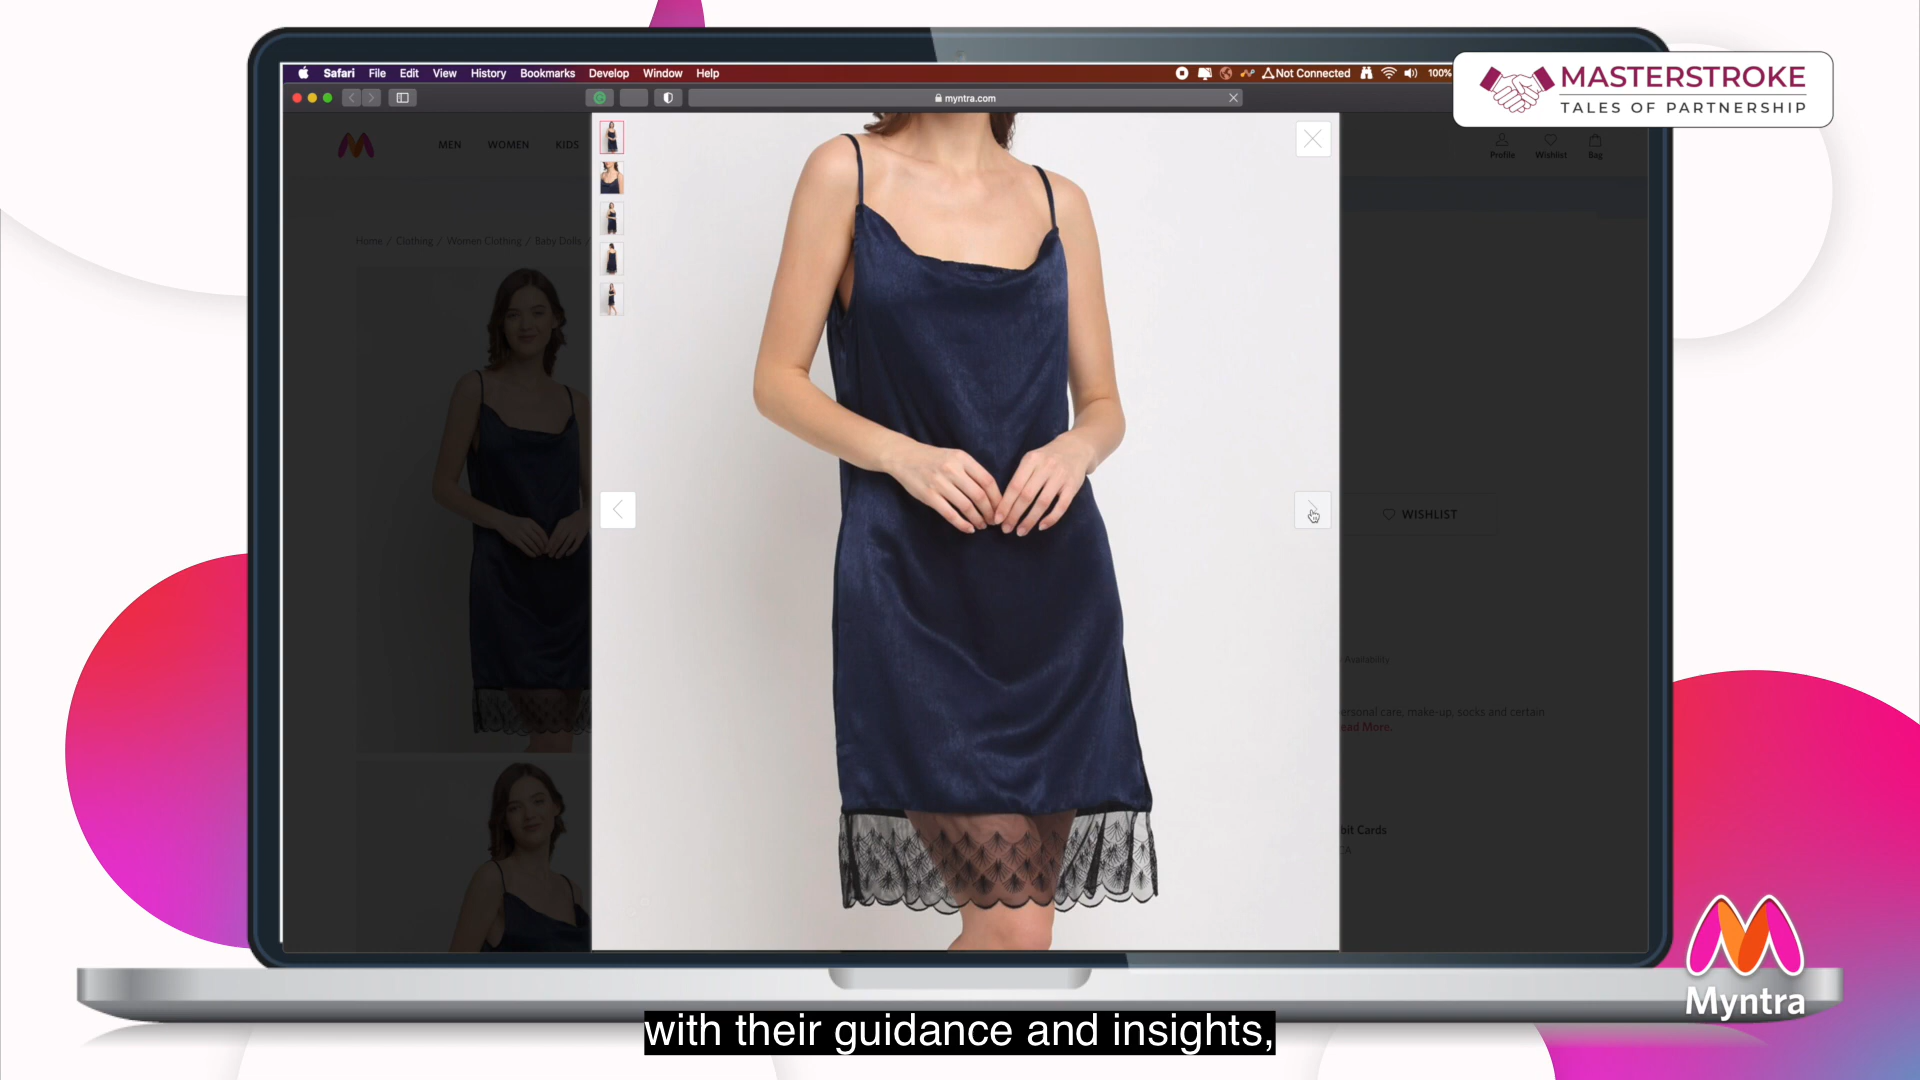 Safari File Edit View History Bookmarks Develop Window Help
Not Connected
100%
myntra.com
MASTERSTROKE
TALES OF PARTNERSHIP
MEN WOMEN KIDS
Profile Wishlist Bag
Home / Clothing / Women Clothing / Baby Dolls /
WISHLIST
Availability
ersonal care, make-up, socks and certain
ead More.
bit Cards
Myntra
with their guidance and insights,